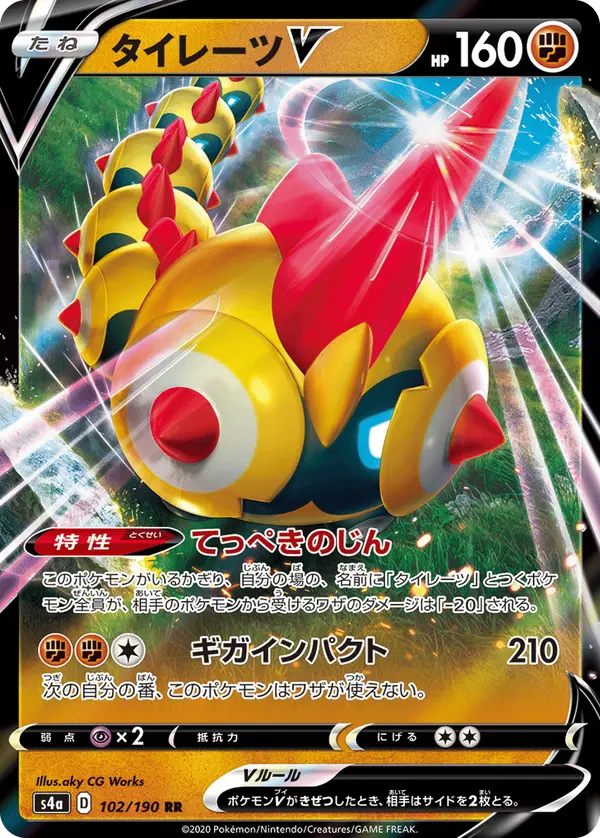 たね タイレーツV HP 160
特性 とくせい てっぺきのじん
このポケモンがいるかぎり、自分の場の、名前に「タイレーツ」とつくポケ
モン全員が、相手のポケモンから受けるワザのダメージは「-20」される。
ギガインパクト 210
次の自分の番、このポケモンはワザが使えない。
弱点 ×2 抵抗力 にげる
Illus.aky CG Works
Vルール
ポケモンVがきぜつしたとき、相手はサイドを2枚とる。
s4a D 102/190 RR
©2020 Pokémon/Nintendo/Creatures/GAME FREAK.